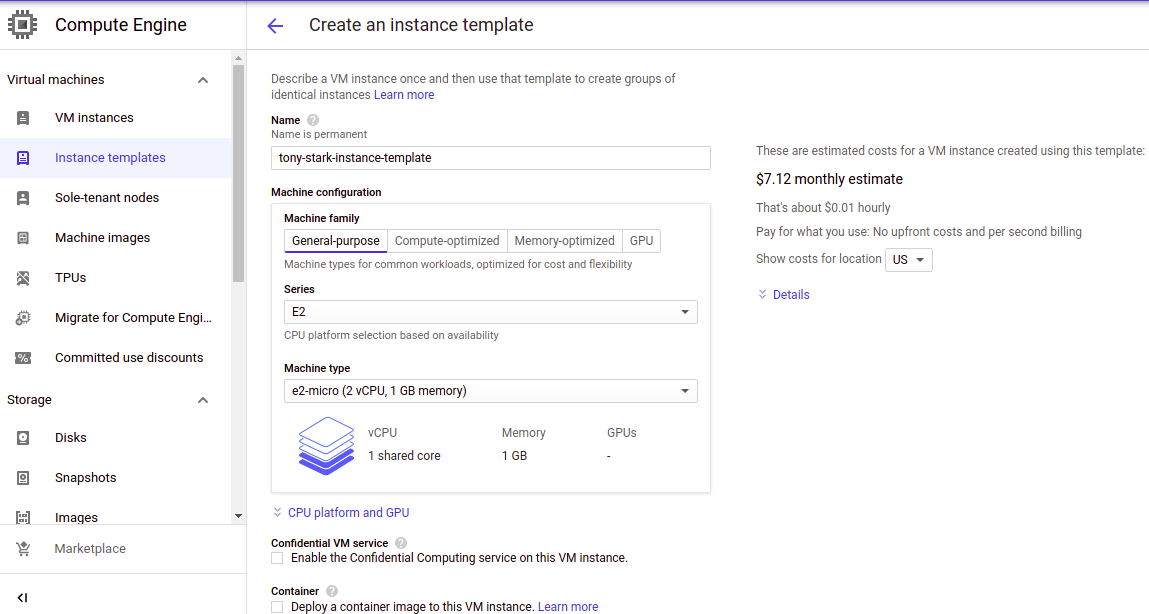 Compute Engine
Create an instance template
Virtual machines
VM instances
Instance templates
Sole-tenant nodes
Machine images
TPUs
Migrate for Compute Engi...
Committed use discounts
Storage
Disks
Snapshots
Images
Marketplace
Describe a VM instance once and then use that template to create groups of
identical instances Learn more
Name ?
Name is permanent
tony-stark-instance-template
Machine configuration
Machine family
General-purpose Compute-optimized Memory-optimized GPU
Machine types for common workloads, optimized for cost and flexibility
Series
E2
CPU platform selection based on availability
Machine type
e2-micro (2 vCPU, 1 GB memory)
vCPU Memory GPUs
1 shared core 1 GB -
CPU platform and GPU
Confidential VM service ?
Enable the Confidential Computing service on this VM instance.
Container ?
Deploy a container image to this VM instance. Learn more
These are estimated costs for a VM instance created using this template:
$7.12 monthly estimate
That's about $0.01 hourly
Pay for what you use: No upfront costs and per second billing
Show costs for location US
Details